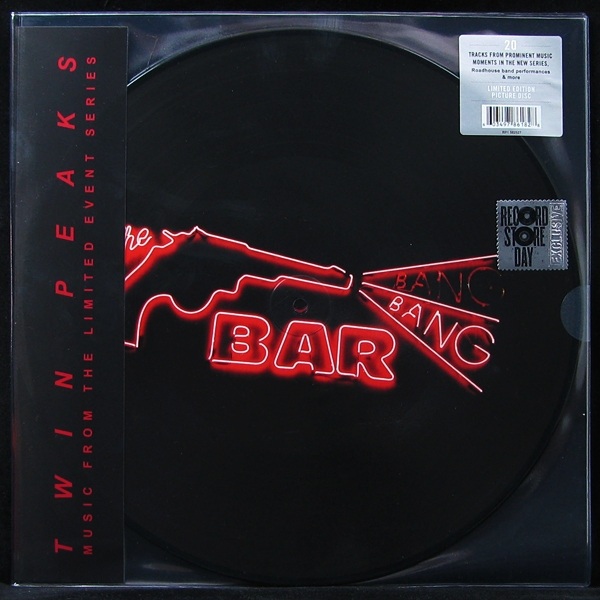 TWIN PEAKS
MUSIC FROM THE LIMITED EVENT SERIES
he
BANG
BANG
BAR
20
TRACKS FROM PROMINENT MUSIC
MOMENTS IN THE NEW SERIES,
Roadhouse band performances
& more
LIMITED EDITION
PICTURE DISC
RECORD
STORE
DAY
EXCLUSIVE